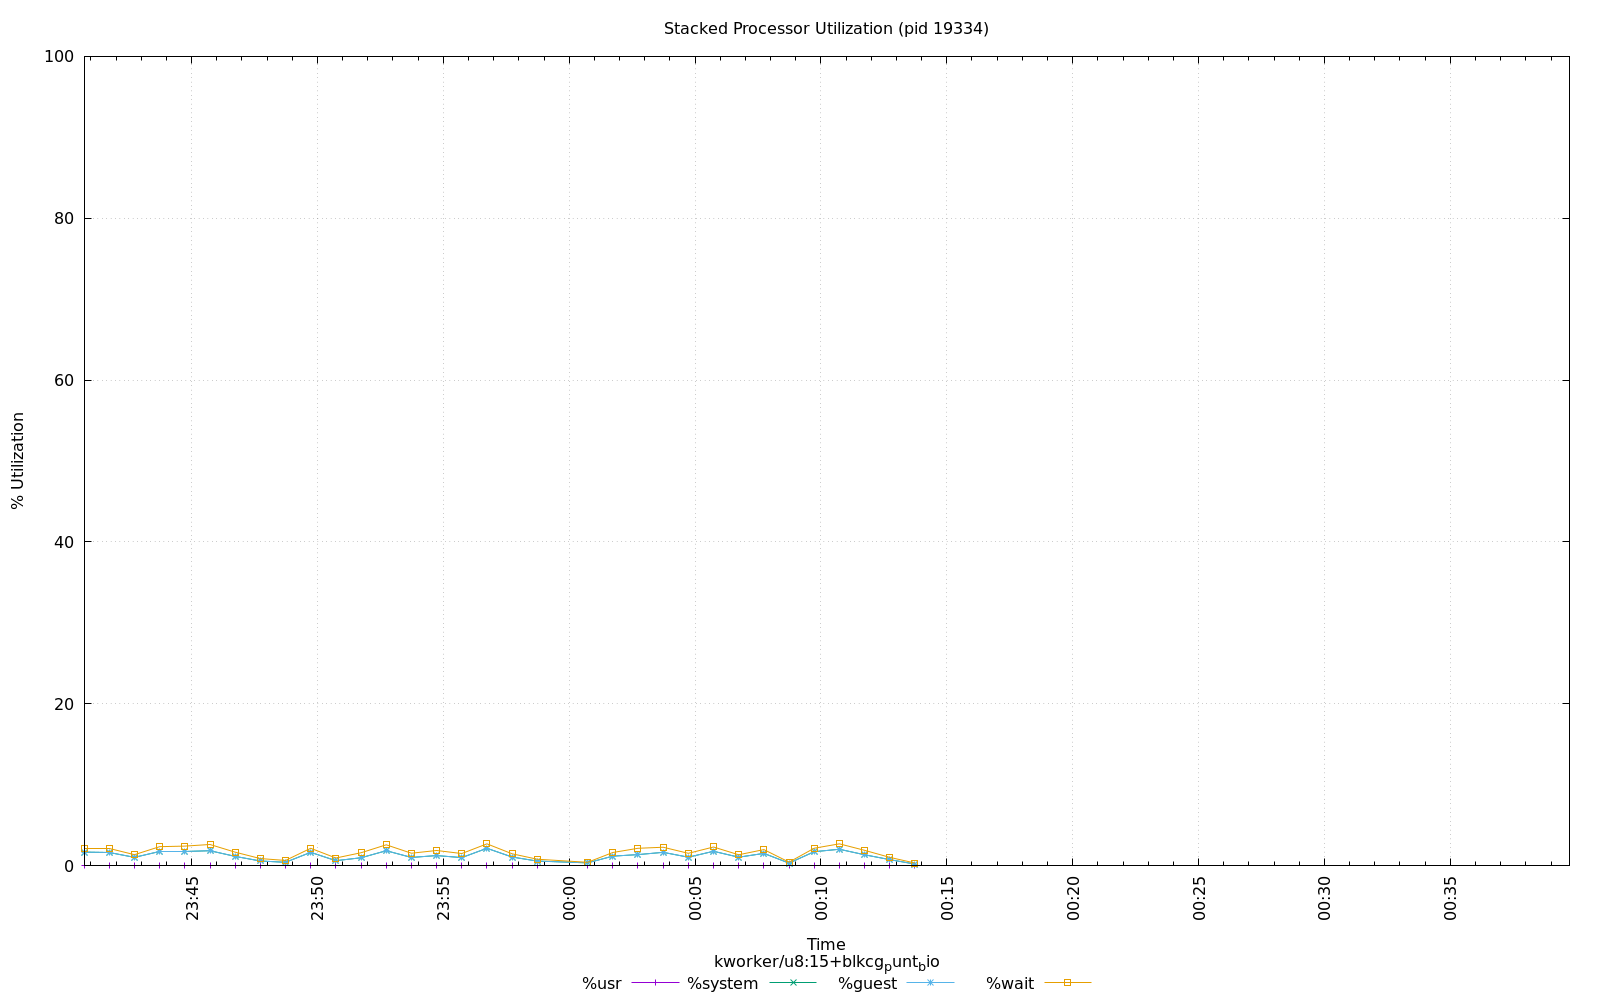 Stacked Processor Utilization (pid 19334)
100
80
60
40
20
0
% Utilization
23:45 23:50 23:55 00:00 00:05 00:10 00:15 00:20 00:25 00:30 00:35
Time
kworker/u8:15+blkcgpuntbio
%usr %system %guest %wait